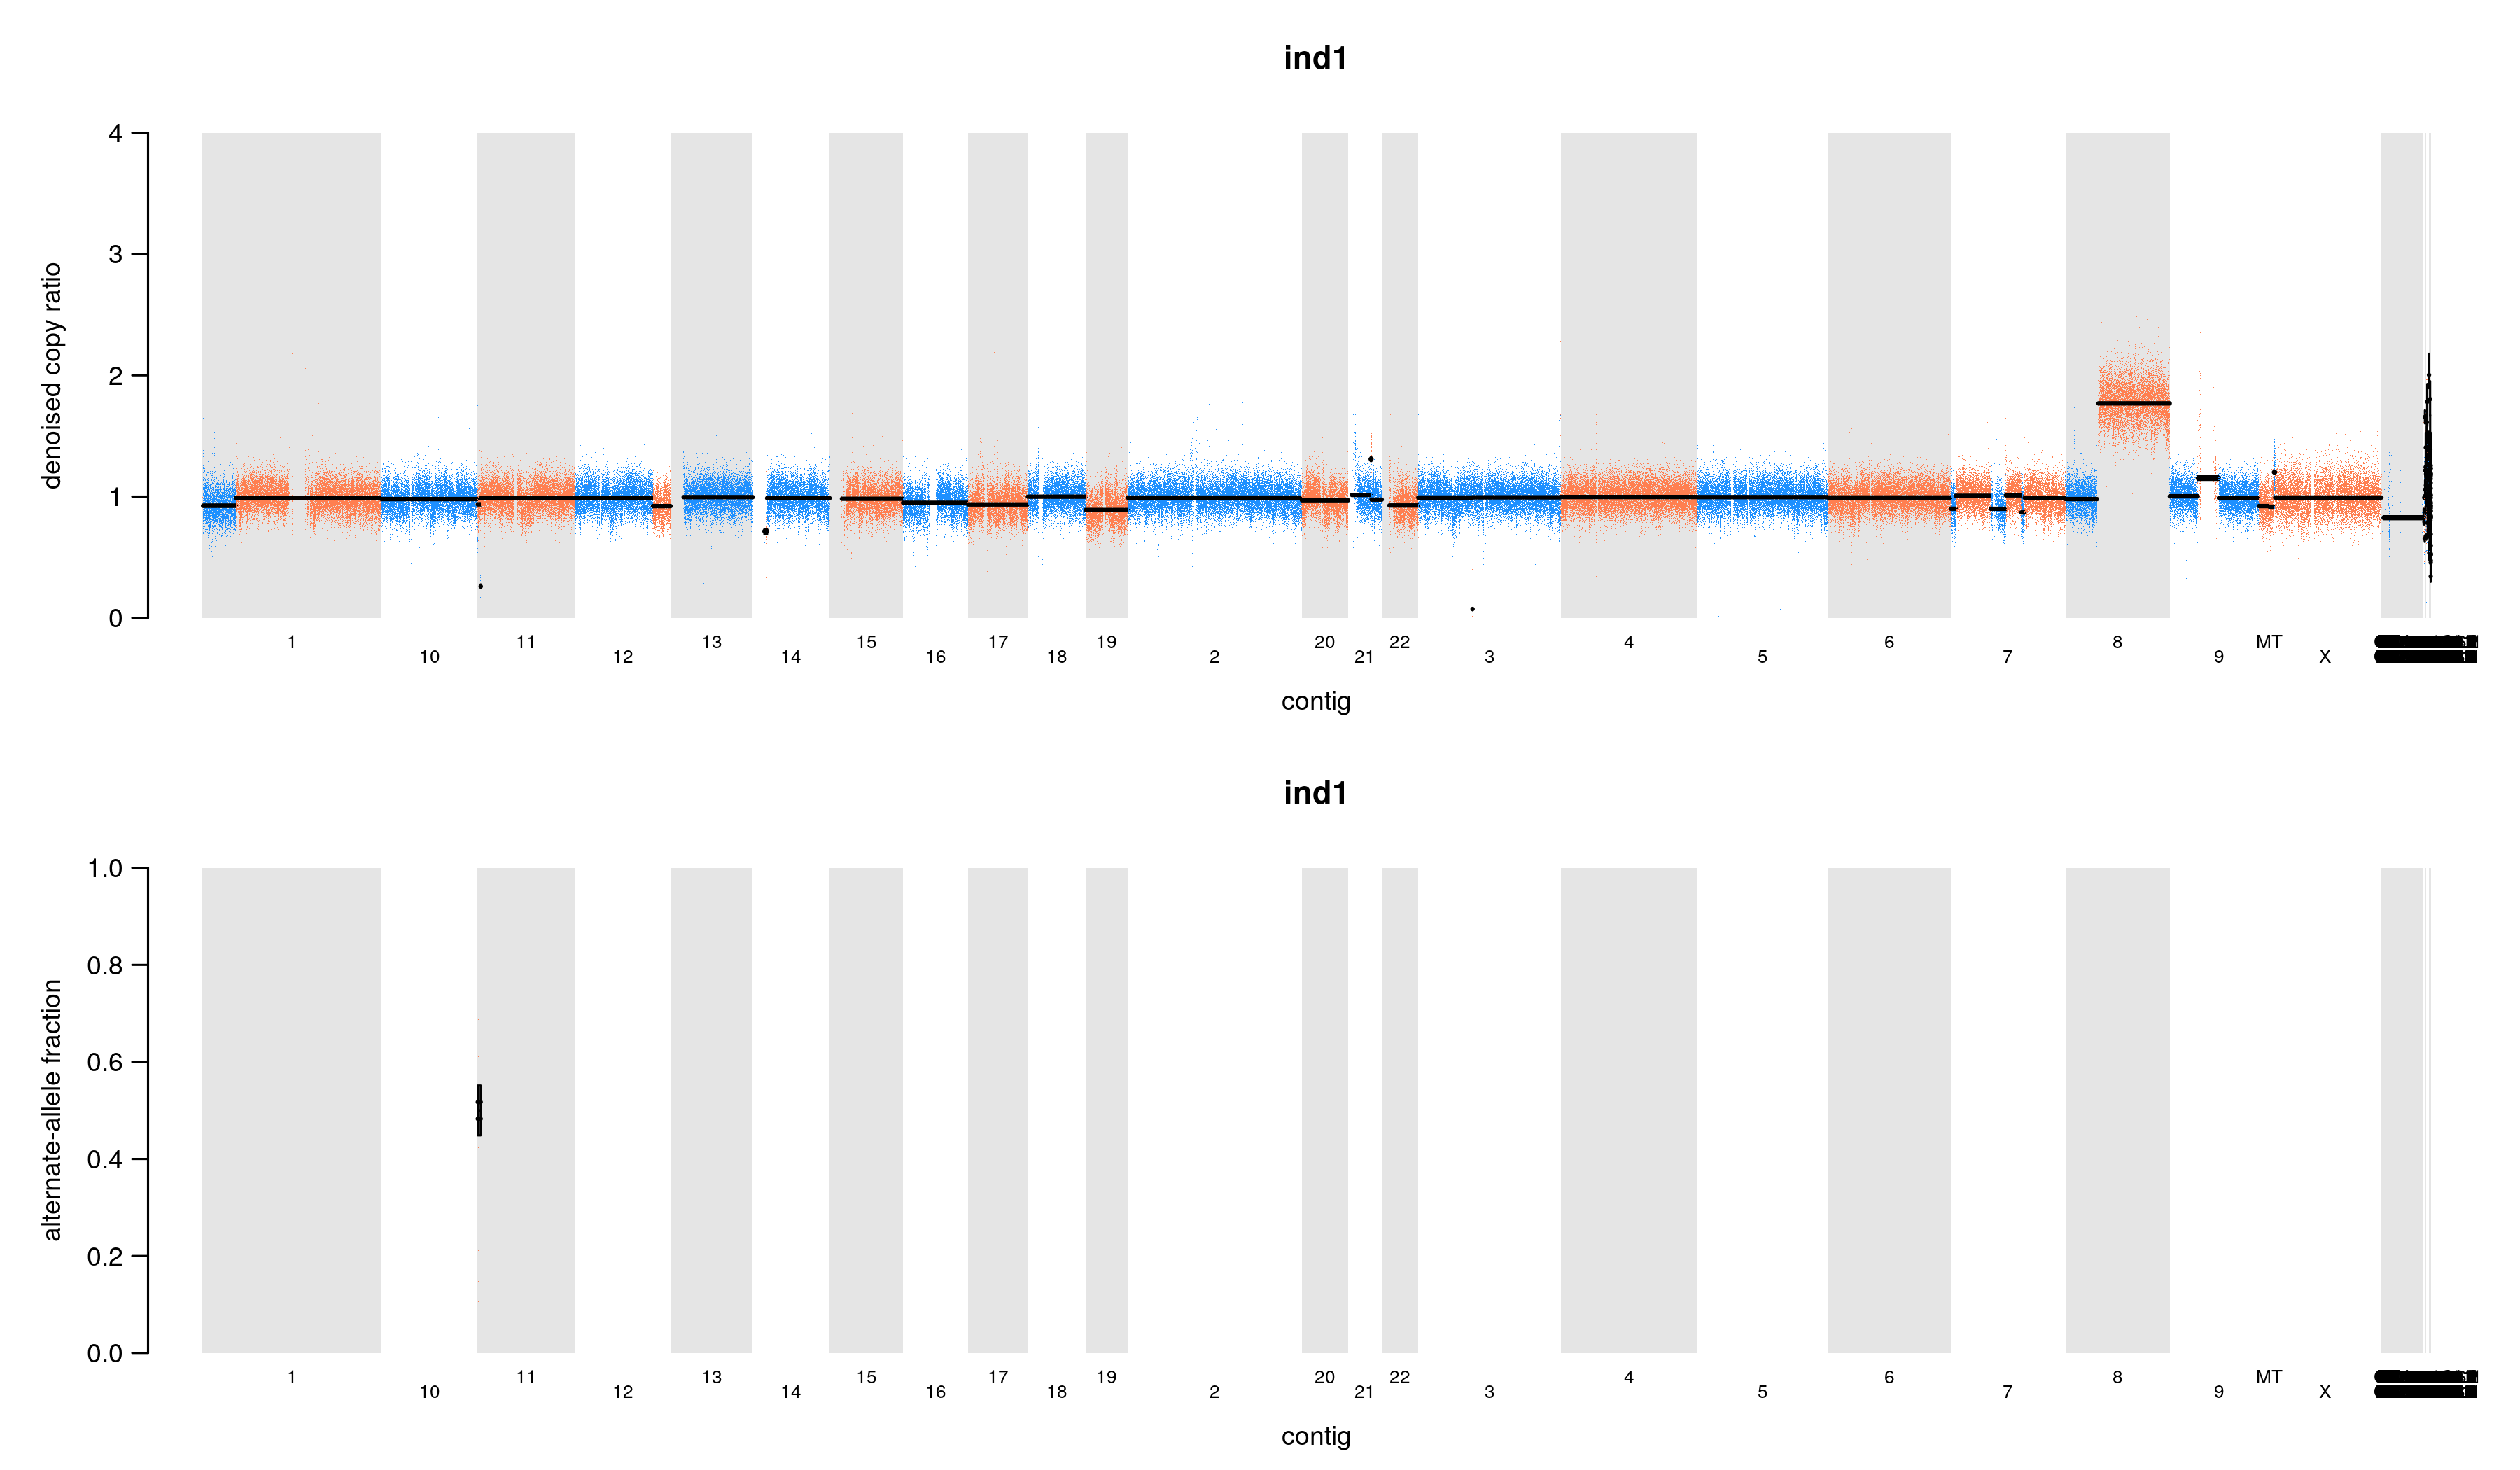 ind1
4
3
2
1
0
denoised copy ratio
1 11 13 15 17 19 20 22 4 6 8 MT
10 12 14 16 18 2 21 3 5 7 9 X
contig
ind1
1.0
0.8
0.6
0.4
0.2
0.0
alternate-allele fraction
1 11 13 15 17 19 20 22 4 6 8 MT
10 12 14 16 18 2 21 3 5 7 9 X
contig